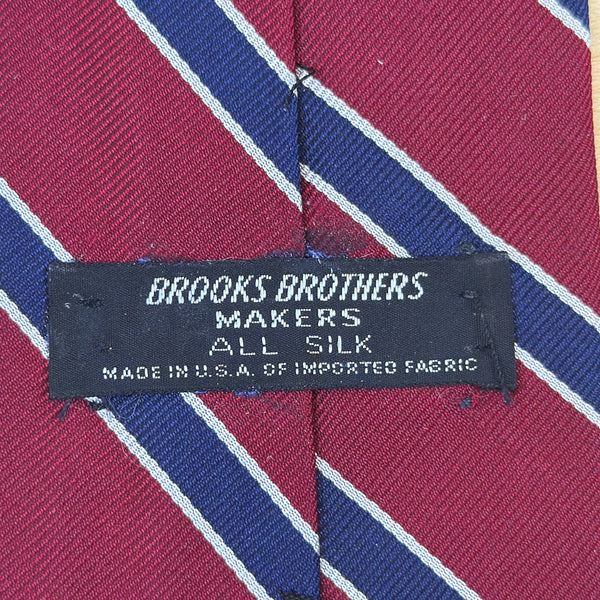 BROOKS BROTHERS
MAKERS
ALL SILK
MADE IN U.S.A. OF IMPORTED FABRIC